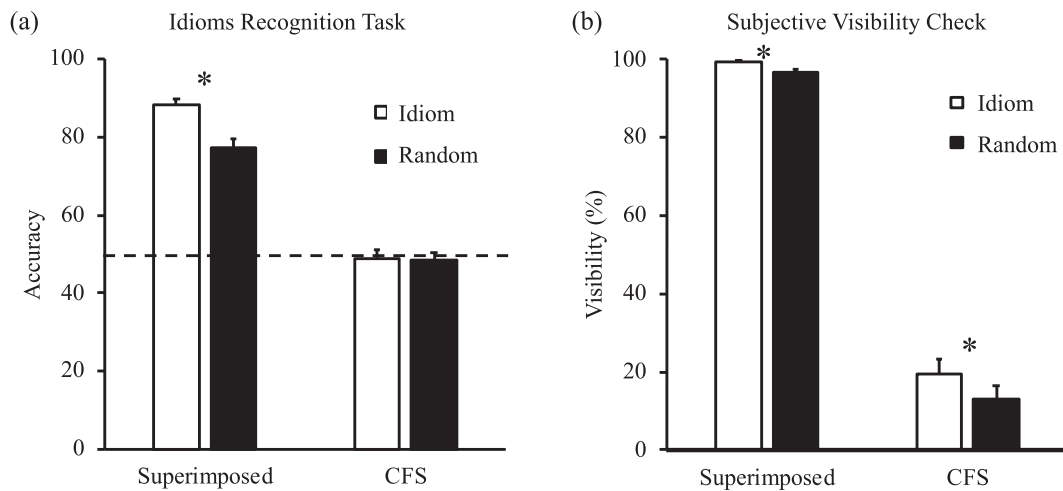 (a) Idioms Recognition Task
100
80
60
40
20
0
Accuracy
*
Idiom
Random
Superimposed CFS
(b) Subjective Visibility Check
100
80
60
40
20
0
Visibility (%)
*
*
Idiom
Random
Superimposed CFS